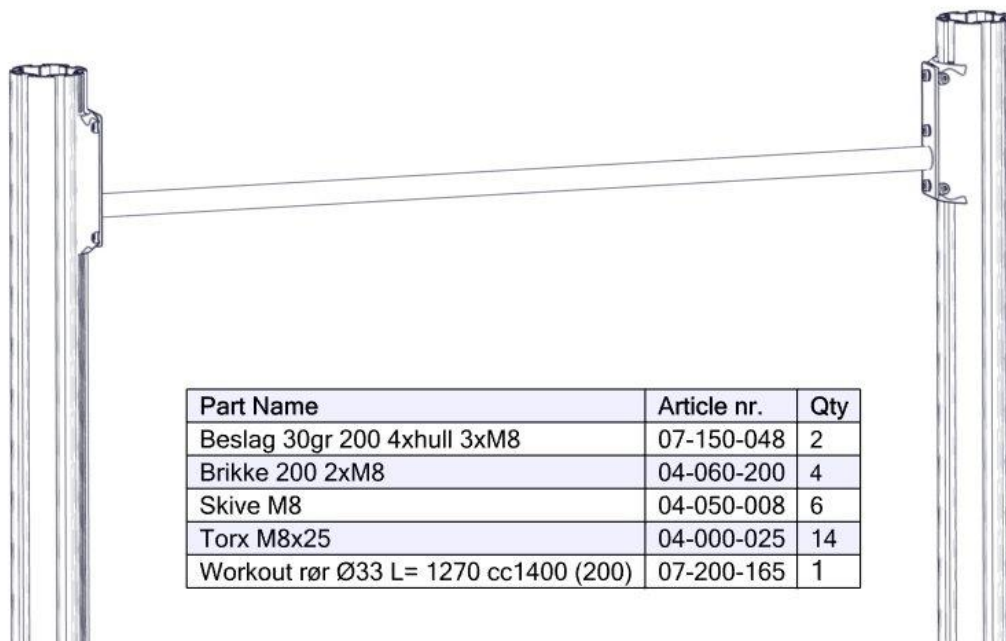 Part Name Article nr. Qty
Beslag 30gr 200 4xhull 3xM8 07-150-048 2
Brikke 200 2xM8 04-060-200 4
Skive M8 04-050-008 6
Torx M8x25 04-000-025 14
Workout rør Ø33 L= 1270 cc1400 (200) 07-200-165 1